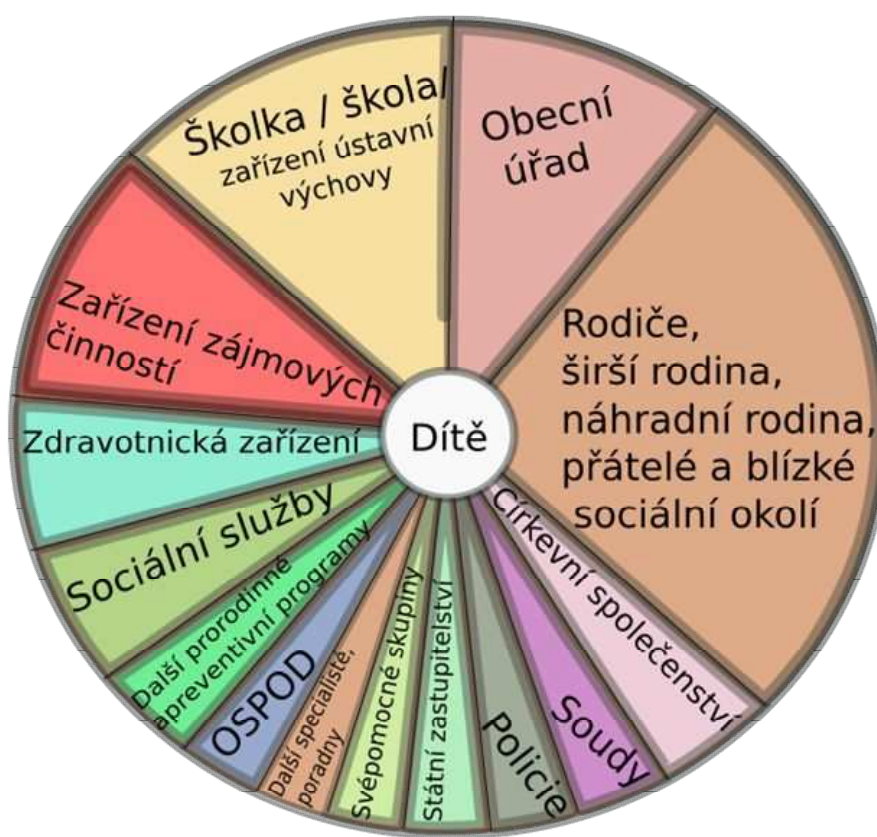 Školka / škola/
zařízení ústavní
výchovy
Obecní
úřad
Rodiče,
širší rodina,
náhradní rodina,
přátelé a blízké
sociální okolí
Církevní společenství
Soudy
Policie
Státní zastupitelství
Svépomocné skupiny
Další specialisté,
poradny
OSPOD
Další prorodinné
apreventivní programy
Sociální služby
Zdravotnická zařízení
Zařízení zájmových
činností
Dítě